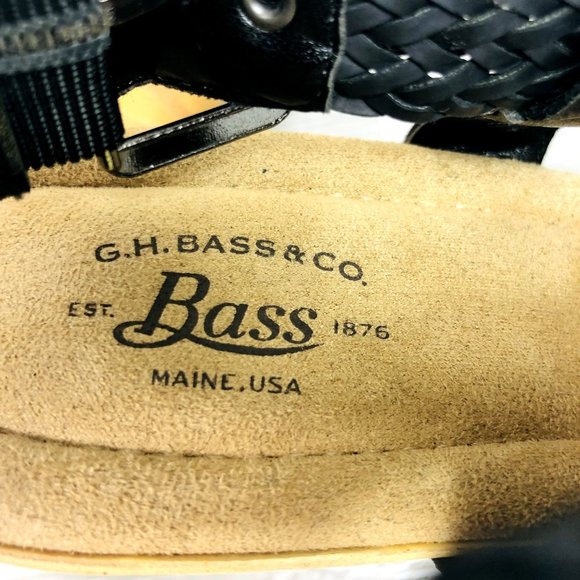 G.H. BASS & CO.
EST. Bass 1876
MAINE, USA